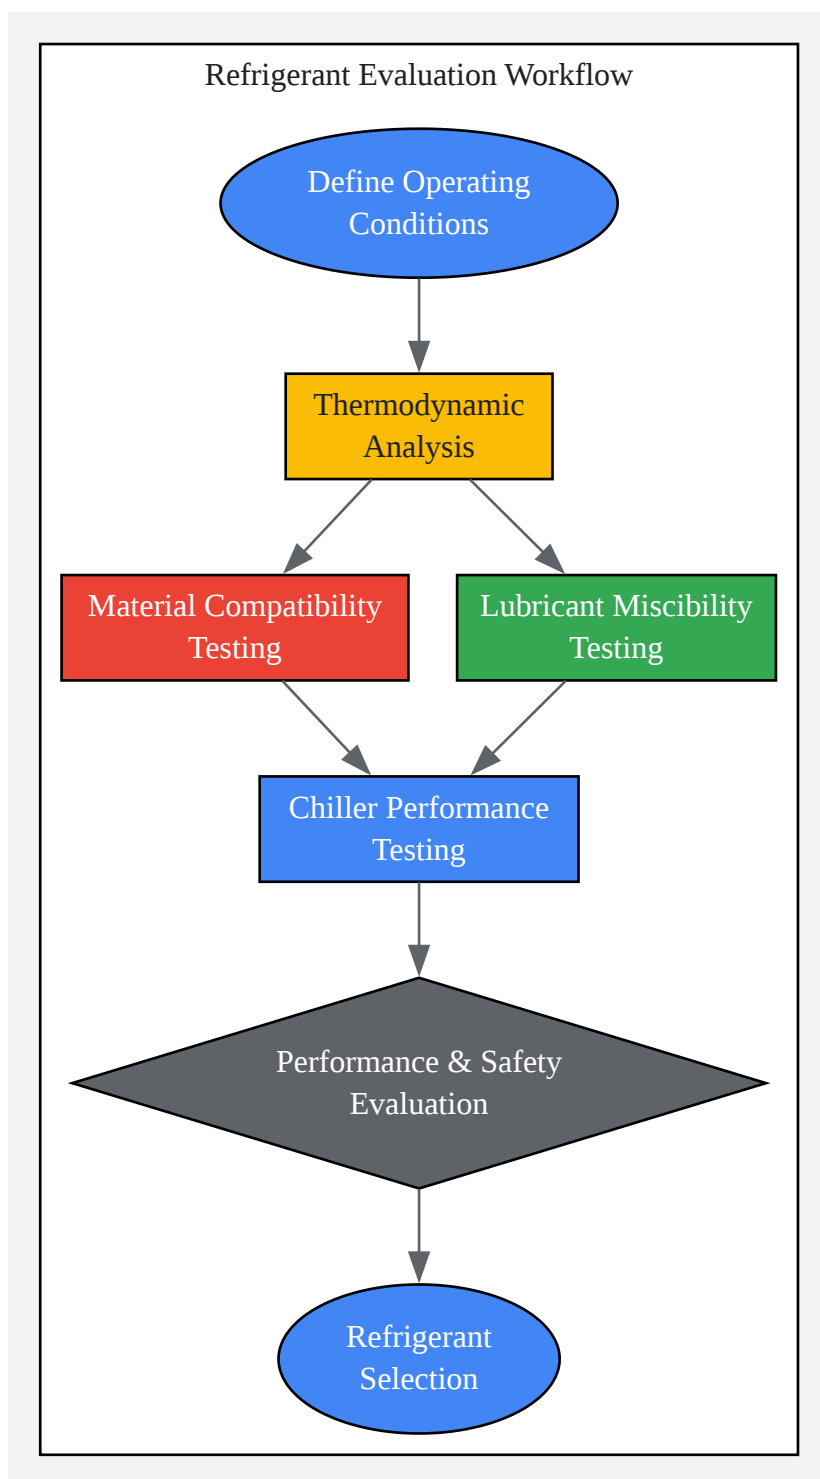 Refrigerant Evaluation Workflow
Define Operating
Conditions
Thermodynamic
Analysis
Material Compatibility
Testing
Lubricant Miscibility
Testing
Chiller Performance
Testing
Performance & Safety
Evaluation
Refrigerant
Selection